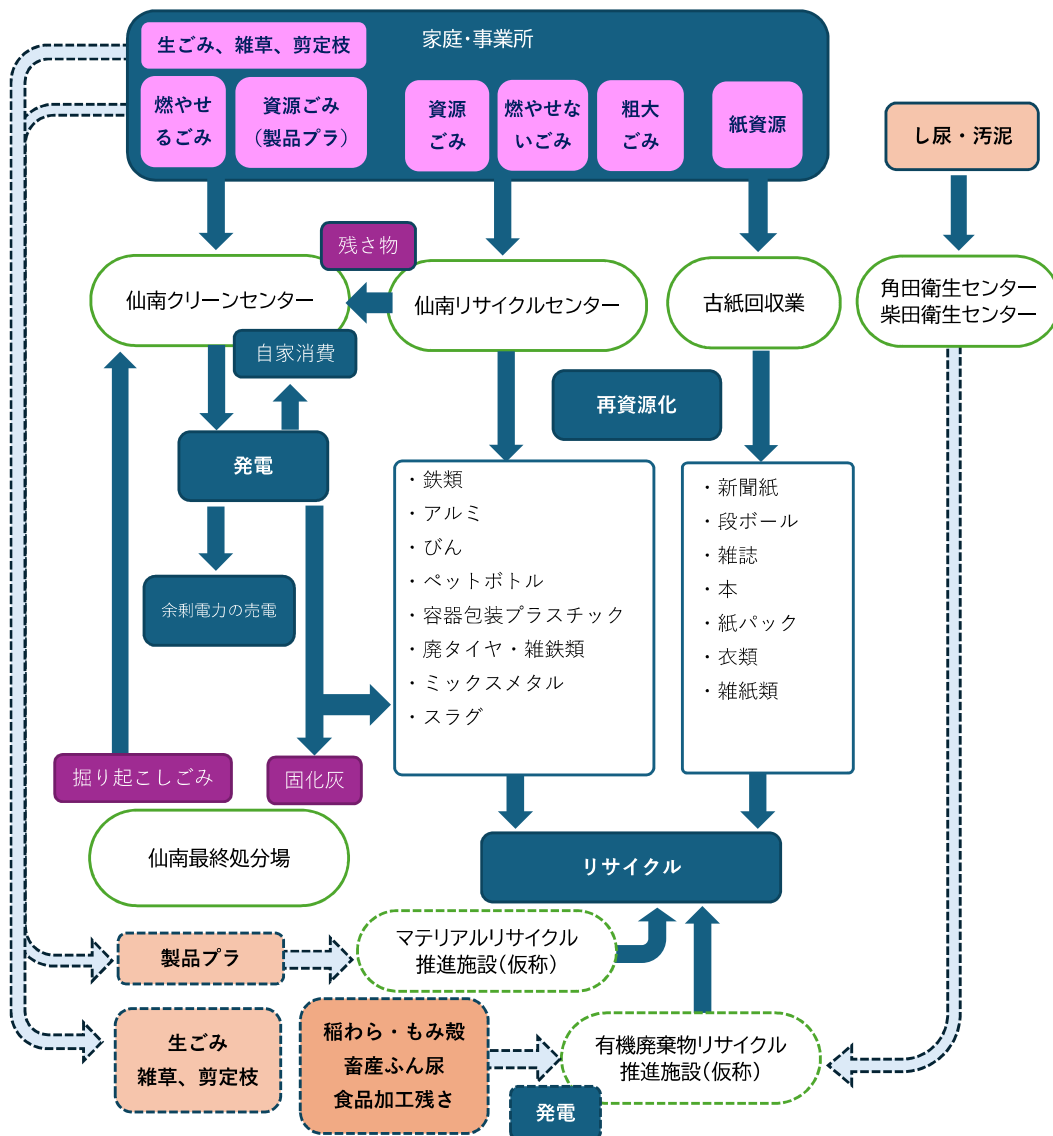 家庭・事業所
生ごみ、雑草、剪定枝
燃やせ
るごみ
資源ごみ
（製品プラ）
資源
ごみ
燃やせな
いごみ
粗大
ごみ
紙資源
し尿・汚泥
残さ物
仙南クリーンセンター
仙南リサイクルセンター
古紙回収業
角田衛生センター
柴田衛生センター
自家消費
再資源化
発電
・鉄類
・アルミ
・びん
・ペットボトル
・容器包装プラスチック
・廃タイヤ・雑鉄類
・ミックスメタル
・スラグ
・新聞紙
・段ボール
・雑誌
・本
・紙パック
・衣類
・雑紙類
余剰電力の売電
掘り起こしごみ
固化灰
仙南最終処分場
リサイクル
製品プラ
マテリアルリサイクル
推進施設（仮称）
生ごみ
雑草、剪定枝
稲わら・もみ殻
畜産ふん尿
食品加工残さ
有機廃棄物リサイクル
推進施設（仮称）
発電